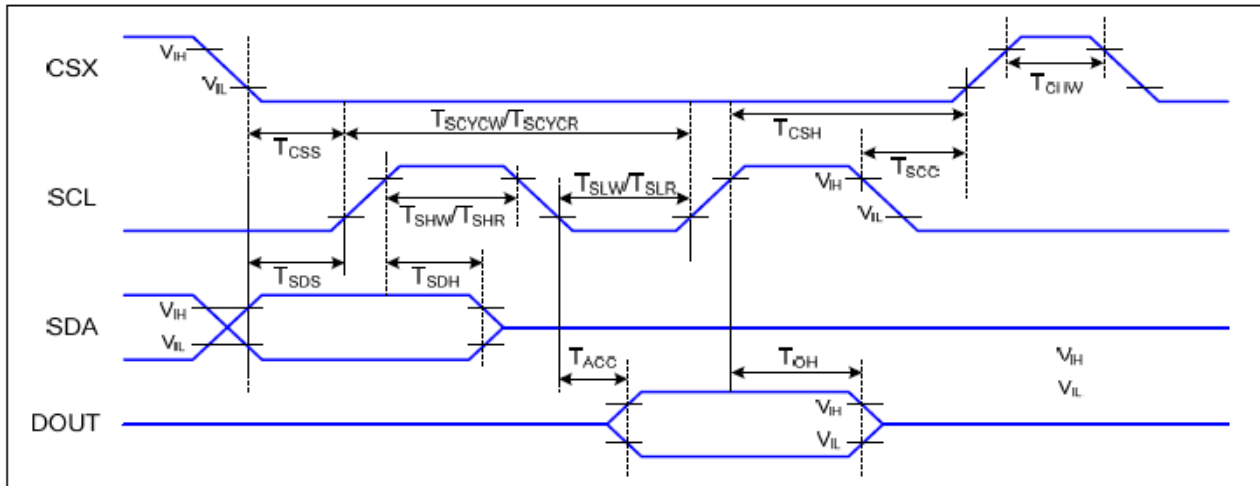 CSX
VIH
VIL
TCSS
TSCYCW/TSCYCR
TCSH
TCHW
TSCC
SCL
TSHW/TSHR
TSLW/TSLR
VIH
VIL
TSDS
TSDH
SDA
VIH
VIL
TACC
TOH
VIH
VIL
DOUT
VIH
VIL